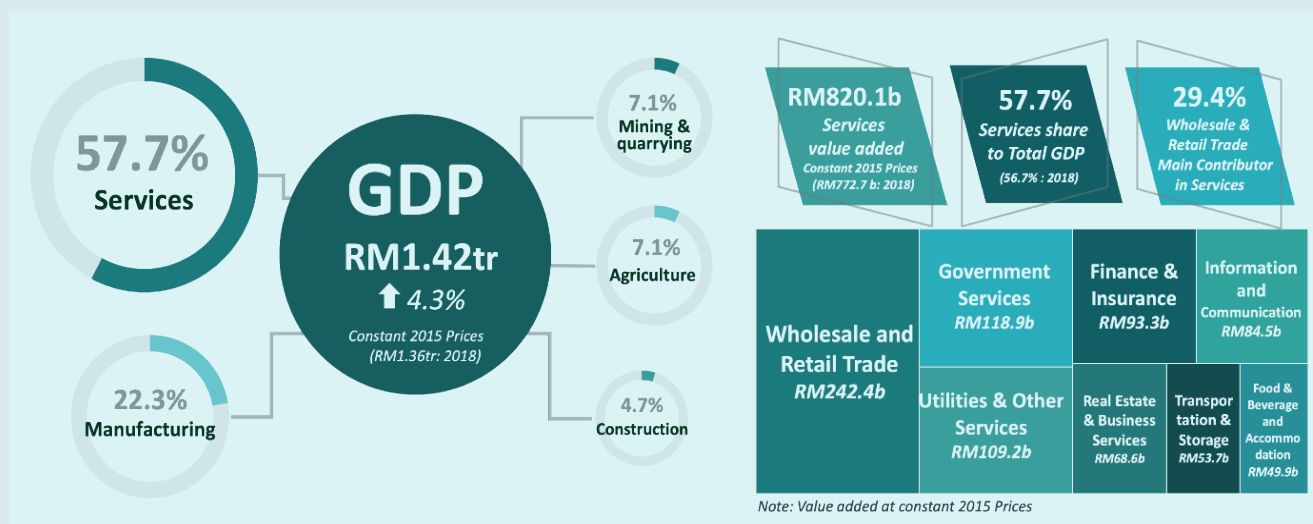 57.7%
Services
22.3%
Manufacturing
GDP
RM1.42tr
4.3%
Constant 2015 Prices
(RM1.36tr: 2018)
7.1%
Mining &
quarrying
7.1%
Agriculture
4.7%
Construction
RM820.1b
Services
value added
Constant 2015 Prices
(RM772.7 b: 2018)
57.7%
Services share
to Total GDP
(56.7% : 2018)
29.4%
Wholesale &
Retail Trade
Main Contributor
in Services
Wholesale and
Retail Trade
RM242.4b
Government
Services
RM118.9b
Utilities & Other
Services
RM109.2b
Finance &
Insurance
RM93.3b
Information
and
Communication
RM84.5b
Real Estate
& Business
Services
RM68.6b
Transpor
tation &
Storage
RM53.7b
Food &
Beverage
and
Accommo
dation
RM49.9b
Note: Value added at constant 2015 Prices